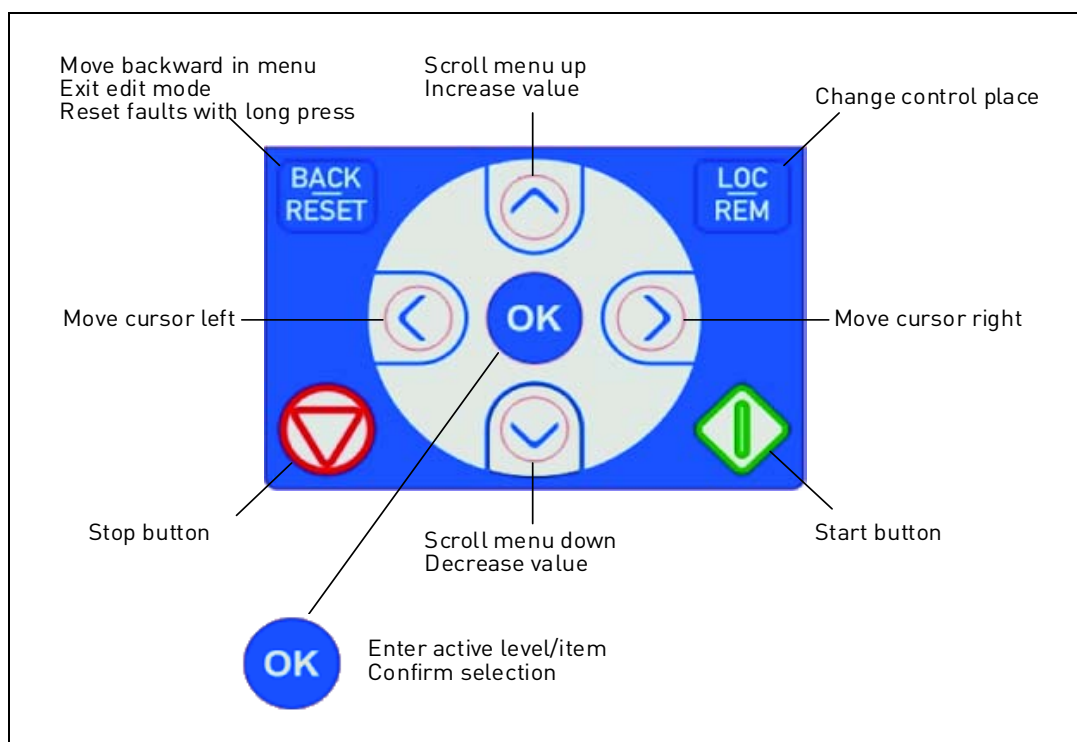 Move backward in menu
Exit edit mode
Reset faults with long press
Scroll menu up
Increase value
Change control place
BACK
RESET
LOC
REM
Move cursor left
OK
Move cursor right
Stop button
Scroll menu down
Decrease value
Start button
OK
Enter active level/item
Confirm selection